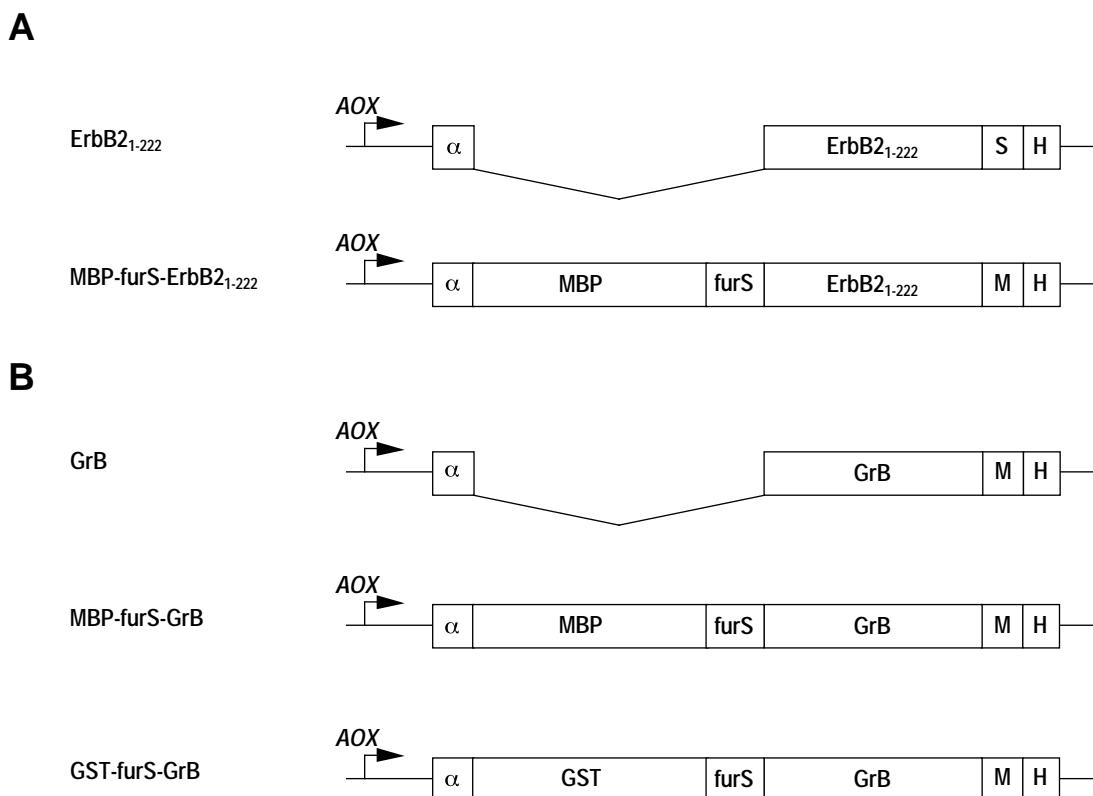 A
AOX
ErbB2₁₋₂₂₂ α ErbB2₁₋₂₂₂ S H
AOX
MBP-furS-ErbB2₁₋₂₂₂ α MBP furS ErbB2₁₋₂₂₂ M H
B
AOX
GrB α GrB M H
AOX
MBP-furS-GrB α MBP furS GrB M H
AOX
GST-furS-GrB α GST furS GrB M H